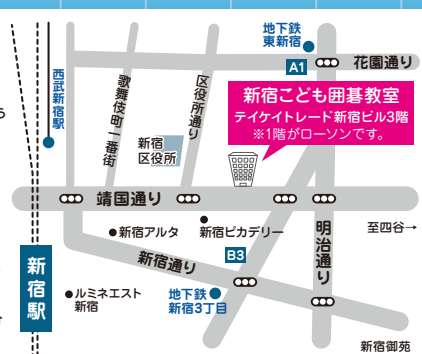 地下鉄
東新宿
A1
花園通り
西武新宿駅
歌舞伎町一番街
区役所通り
新宿こども囲碁教室
テイケイトレード新宿ビル3階
※1階がローソンです。
う
新宿
区役所
靖国通り
新宿アルタ
新宿ピカデリー
明治通り
至四谷→
新宿通り
B3
新宿駅
ルミネエスト
新宿
地下鉄
新宿3丁目
新宿御苑